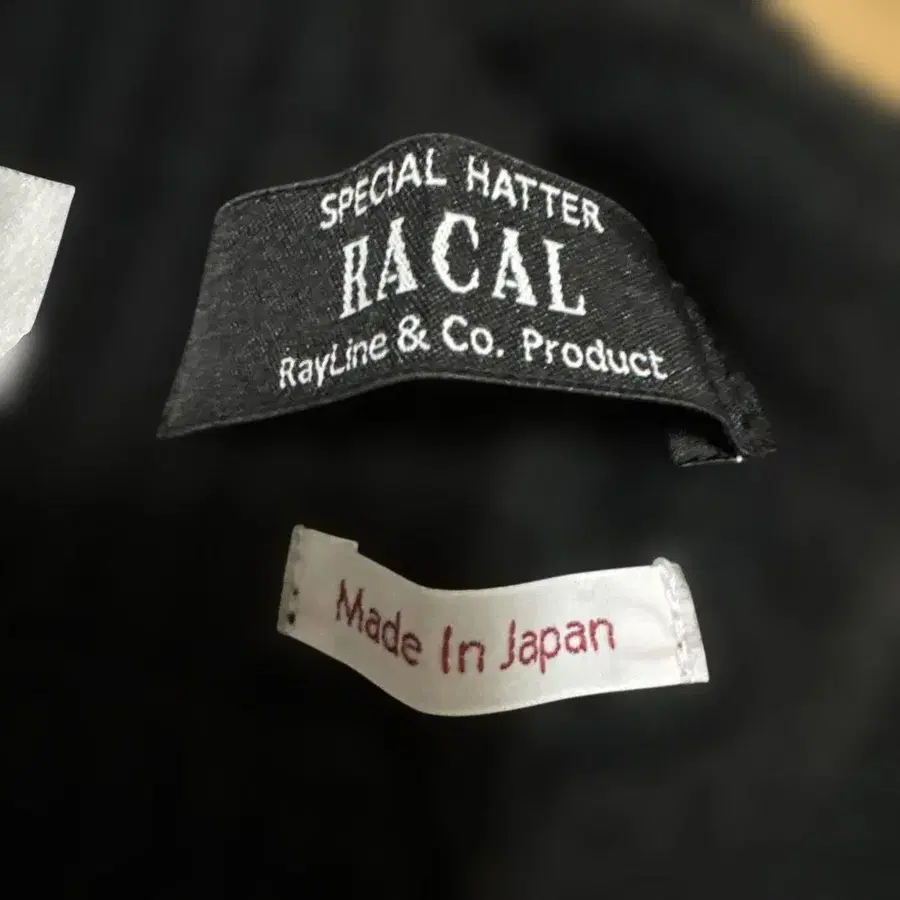 SPECIAL HATTER
RACAL
RayLine & Co. Product
Made In Japan